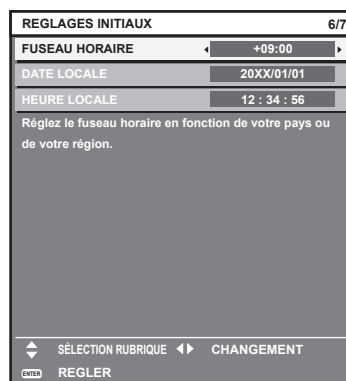 REGLAGES INITIAUX 6/7
FUSEAU HORAIRE +09:00
DATE LOCALE 20XX/01/01
HEURE LOCALE 12 : 34 : 56
Réglez le fuseau horaire en fonction de votre pays ou
de votre région.
SÉLECTION RUBRIQUE CHANGEMENT
ENTER REGLER